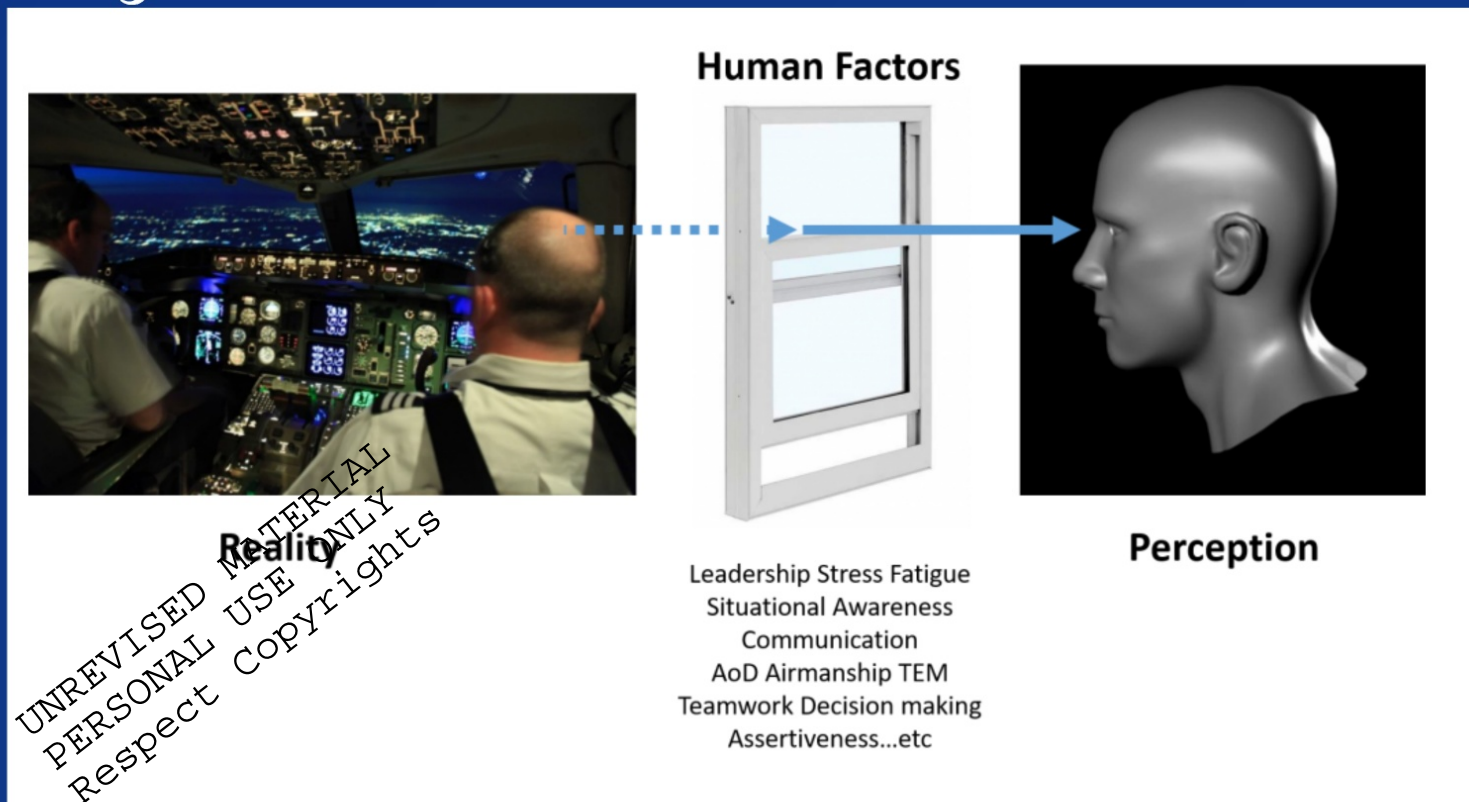 Human Factors
Reality
Perception
Leadership Stress Fatigue
Situational Awareness
Communication
AoD Airmanship TEM
Teamwork Decision making
Assertiveness...etc
UNREVISED MATERIAL
PERSONAL USE ONLY
Respect Copyrights